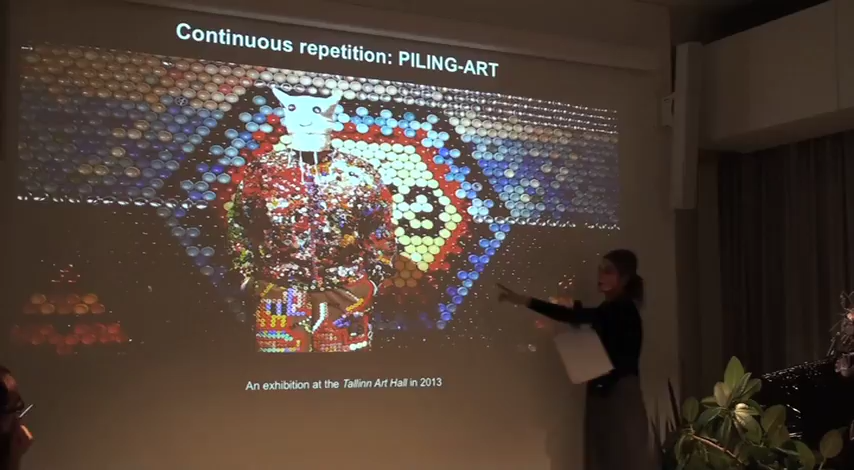 Continuous repetition: PILING-ART
An exhibition at the Tallinn Art Hall in 2013